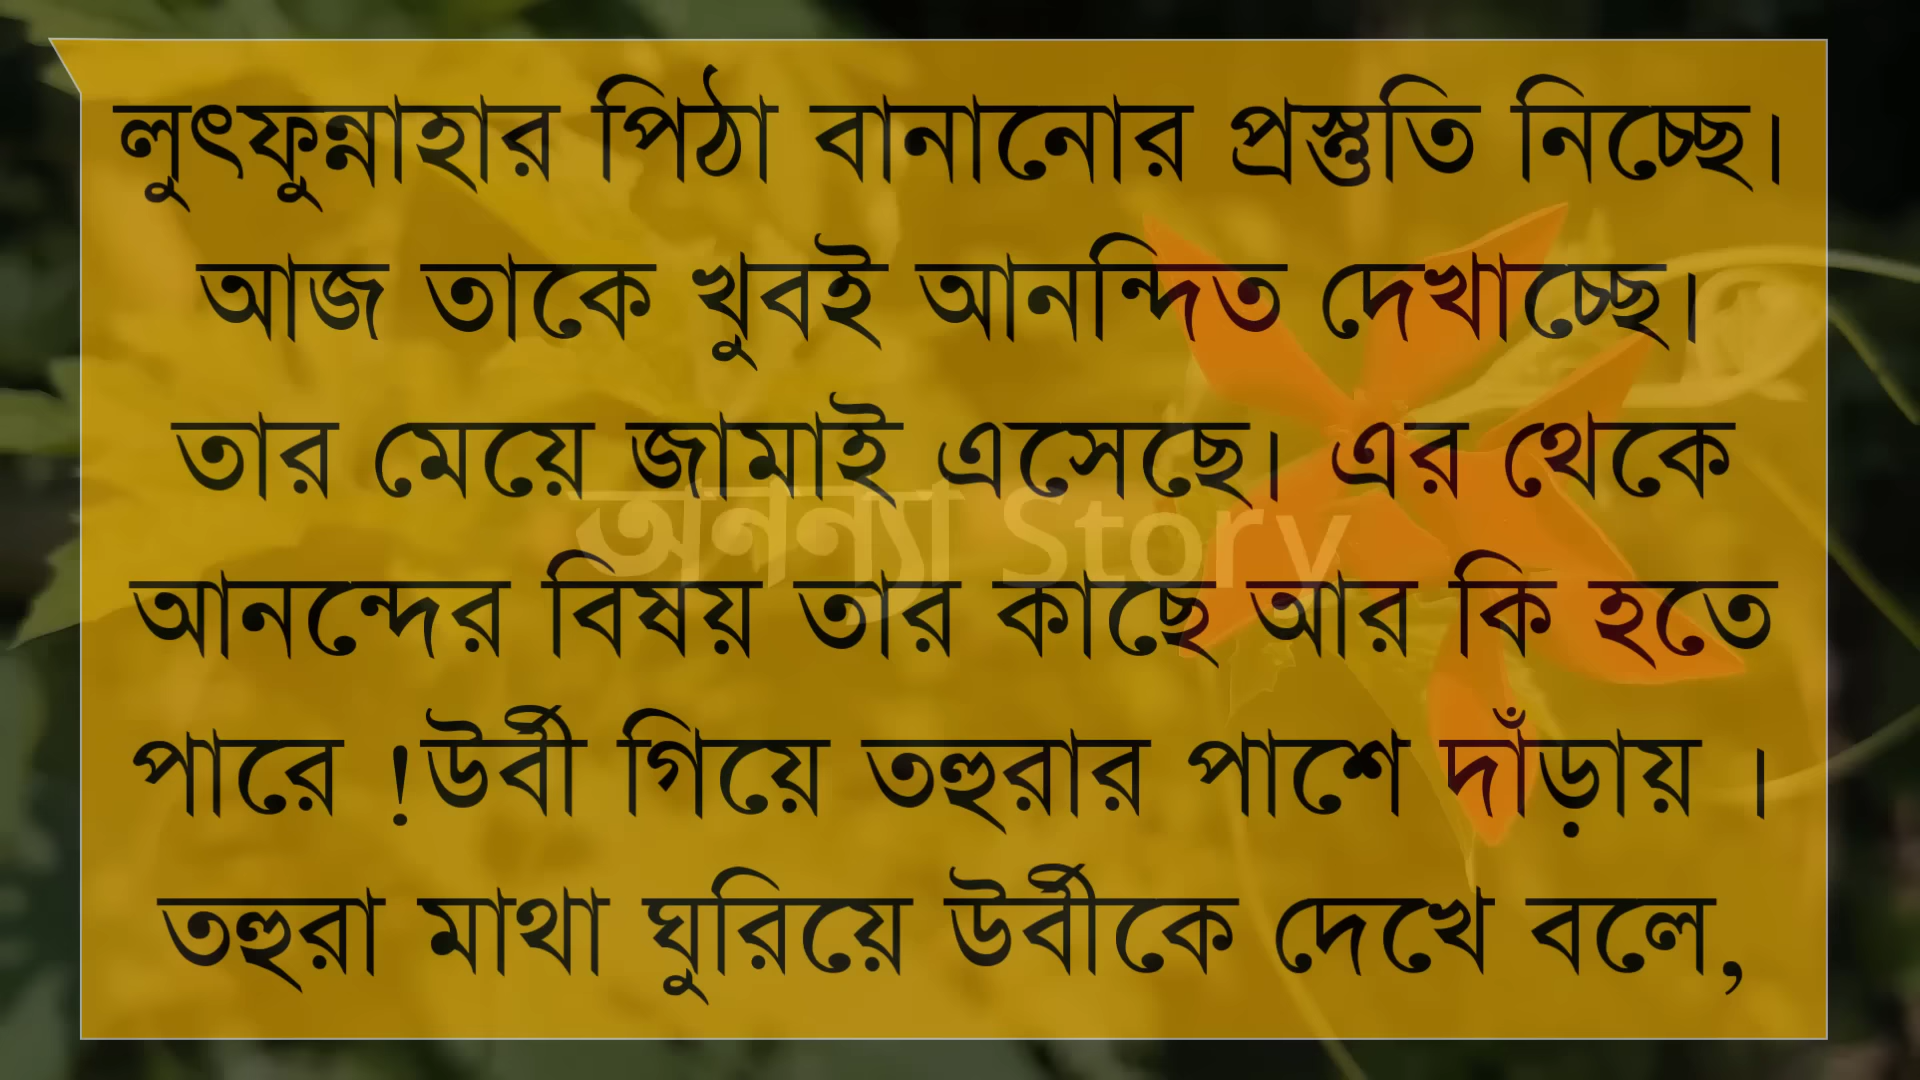 লুৎফুন্নাহার পিঠা বানানোর প্রস্তুতি নিচ্ছে।
আজ তাকে খুবই আনন্দিত দেখাচ্ছে।
তার মেয়ে জামাই এসেছে। এর থেকে
অনন্যা Story
আনন্দের বিষয় তার কাছে আর কি হতে
পারে !উর্বী গিয়ে তহুরার পাশে দাঁড়ায় ।
তহুরা মাথা ঘুরিয়ে উর্বীকে দেখে বলে,